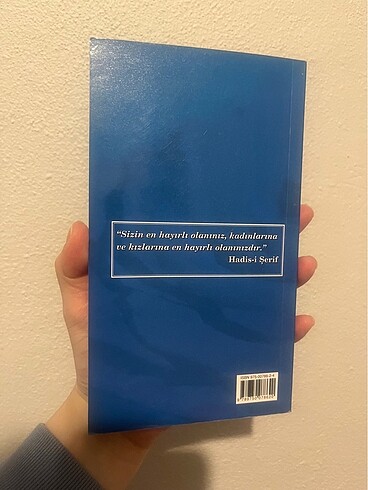 “Sizin en hayırlı olanınız, kadınlarına
ve kızlarına en hayırlı olanınızdır.”
Hadis-i Şerif